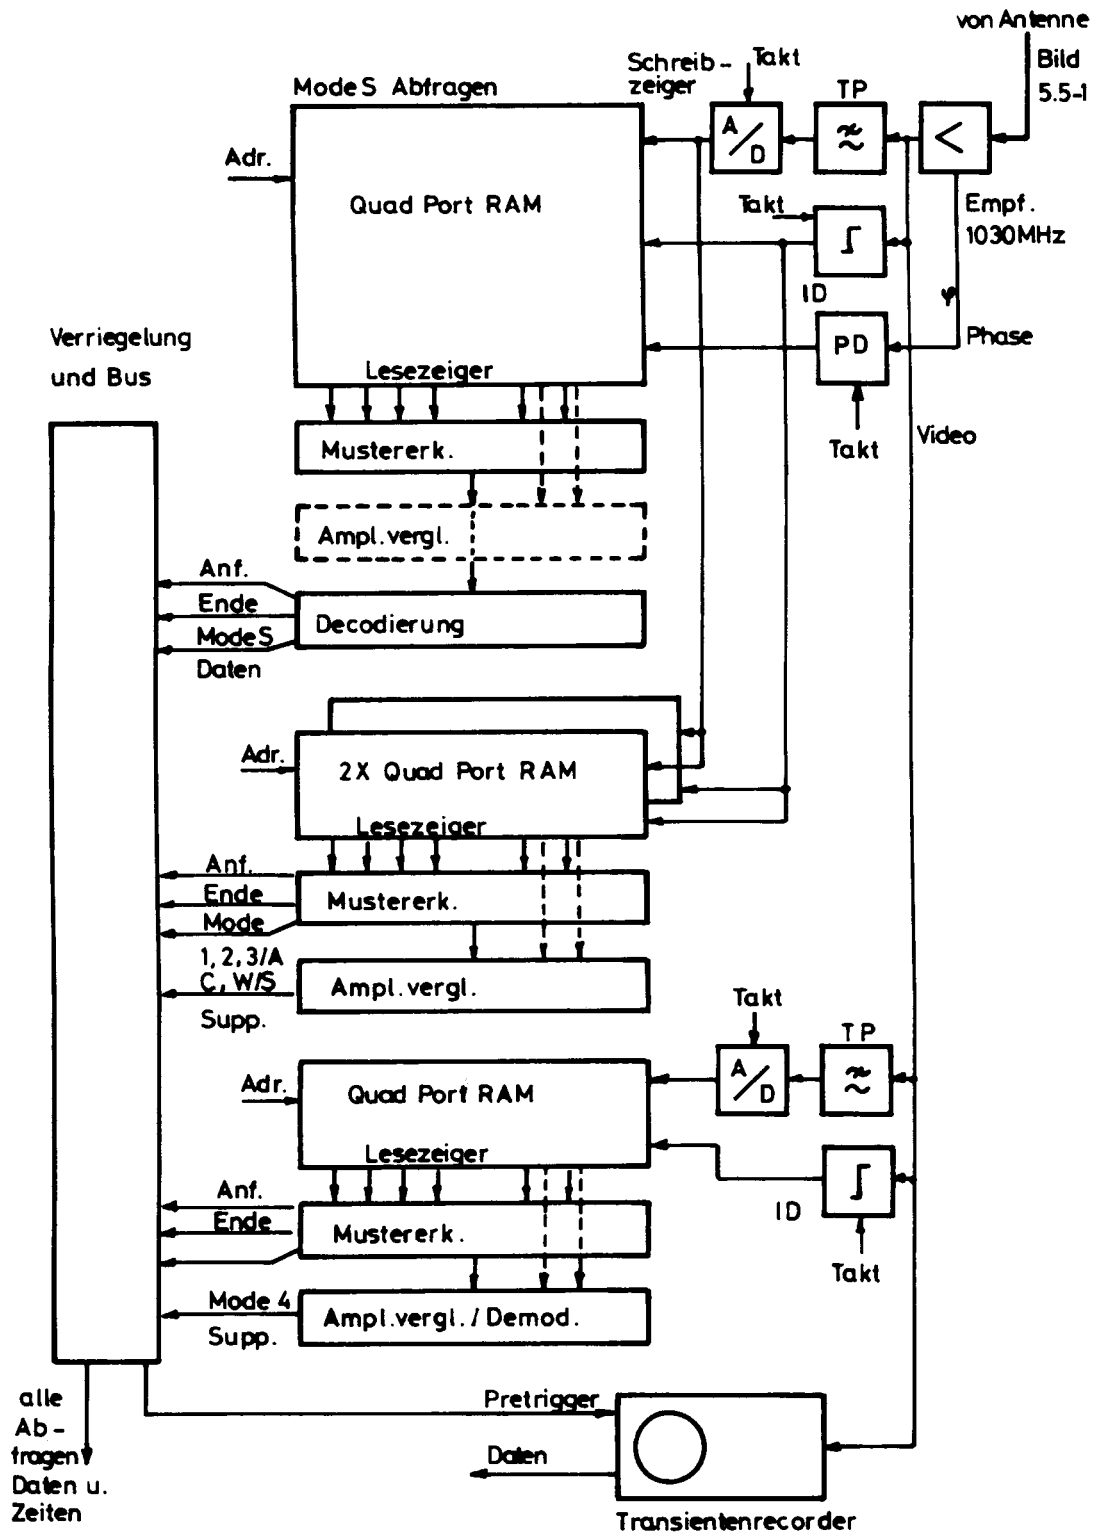 von Antenne
Bild
5.5-1
Schreib-
zeiger
Takt
TP
Mode S Abfragen
A/D
<
Adr.
Quad Port RAM
Takt
Empf.
1030 MHz
ID
φ
Verriegelung
und Bus
PD
Phase
Lesezeiger
Takt
Video
Mustererk.
Ampl.vergl.
Anf.
Ende
Mode S
Daten
Decodierung
Adr.
2X Quad Port RAM
Lesezeiger
Anf.
Ende
Mode
1, 2, 3/A
C, W/S
Supp.
Mustererk.
Ampl.vergl.
Takt
TP
A/D
Adr.
Quad Port RAM
Lesezeiger
Anf.
Ende
Mustererk.
ID
Takt
Mode 4
Supp.
Ampl.vergl. / Demod.
alle
Ab-
fragen
Daten u.
Zeiten
Pretrigger
Daten
Transientenrecorder